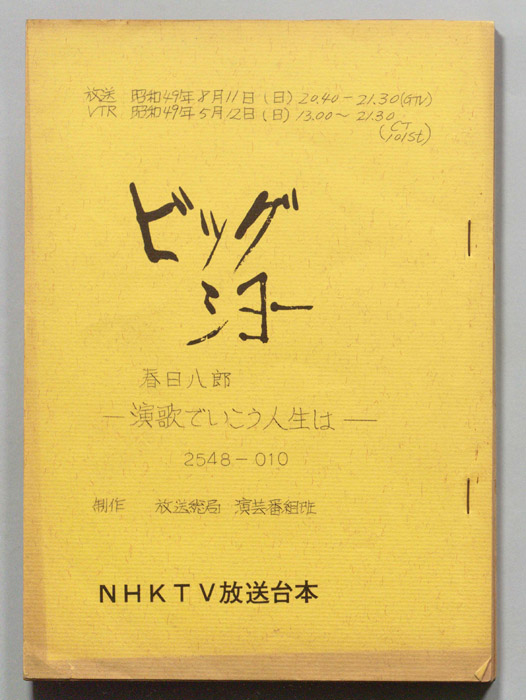 放送 昭和49年8月11日(日) 20.40-21.30(GTV)
VTR 昭和49年5月12日(日) 13.00~21.30
(CT101St)
ビッグ
ショー
春日八郎
―演歌でいこう人生は―
2548-010
制作 放送総局 演芸番組班
NHKTV放送台本